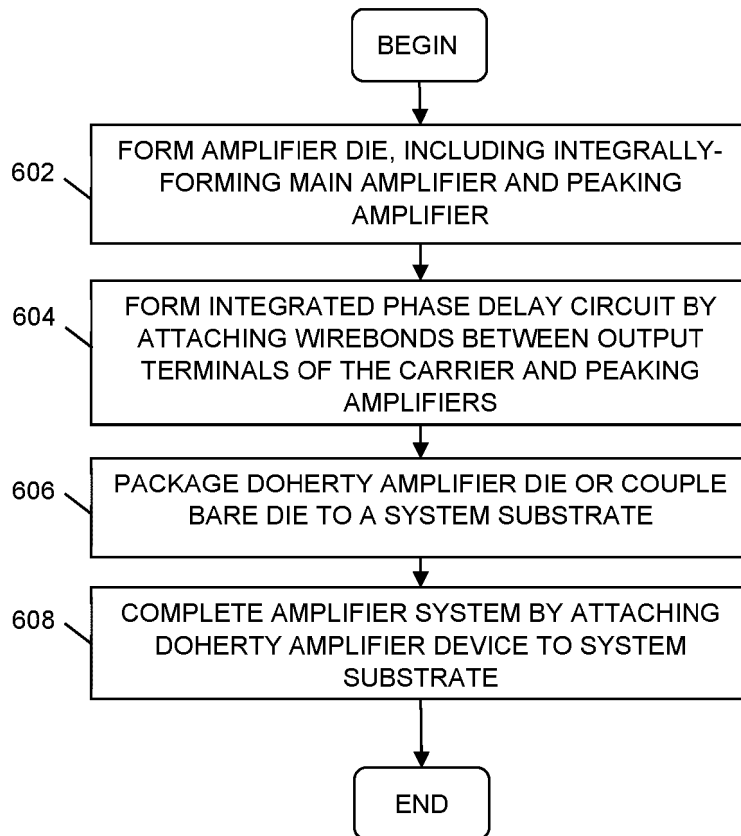 BEGIN
602
FORM AMPLIFIER DIE, INCLUDING INTEGRALLY-
FORMING MAIN AMPLIFIER AND PEAKING
AMPLIFIER
604
FORM INTEGRATED PHASE DELAY CIRCUIT BY
ATTACHING WIREBONDS BETWEEN OUTPUT
TERMINALS OF THE CARRIER AND PEAKING
AMPLIFIERS
606
PACKAGE DOHERTY AMPLIFIER DIE OR COUPLE
BARE DIE TO A SYSTEM SUBSTRATE
608
COMPLETE AMPLIFIER SYSTEM BY ATTACHING
DOHERTY AMPLIFIER DEVICE TO SYSTEM
SUBSTRATE
END